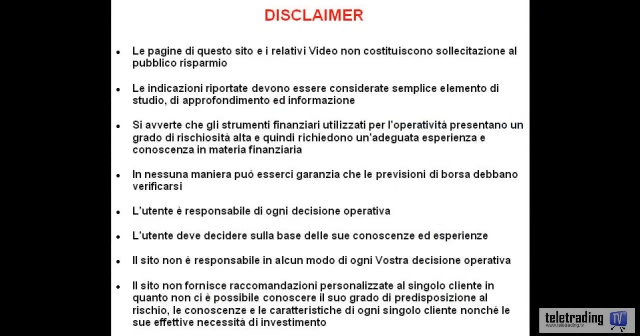 DISCLAIMER
Le pagine di questo sito e i relativi Video non costituiscono sollecitazione al
pubblico risparmio
Le indicazioni riportate devono essere considerate semplice elemento di
studio, di approfondimento ed informazione
Si avverte che gli strumenti finanziari utilizzati per l'operatività presentano un
grado di rischiosità alta e quindi richiedono un'adeguata esperienza e
conoscenza in materia finanziaria
In nessuna maniera può esserci garanzia che le previsioni di borsa debbano
verificarsi
L'utente è responsabile di ogni decisione operativa
L'utente deve decidere sulla base delle sue conoscenze ed esperienze
Il sito non è responsabile in alcun modo di ogni Vostra decisione operativa
Il sito non fornisce raccomandazioni personalizzate al singolo cliente in
quanto non ci è possibile conoscere il suo grado di predisposizione al
rischio, le conoscenze e le caratteristiche di ogni singolo cliente nonché le
sue effettive necessità di investimento
teletrading TV